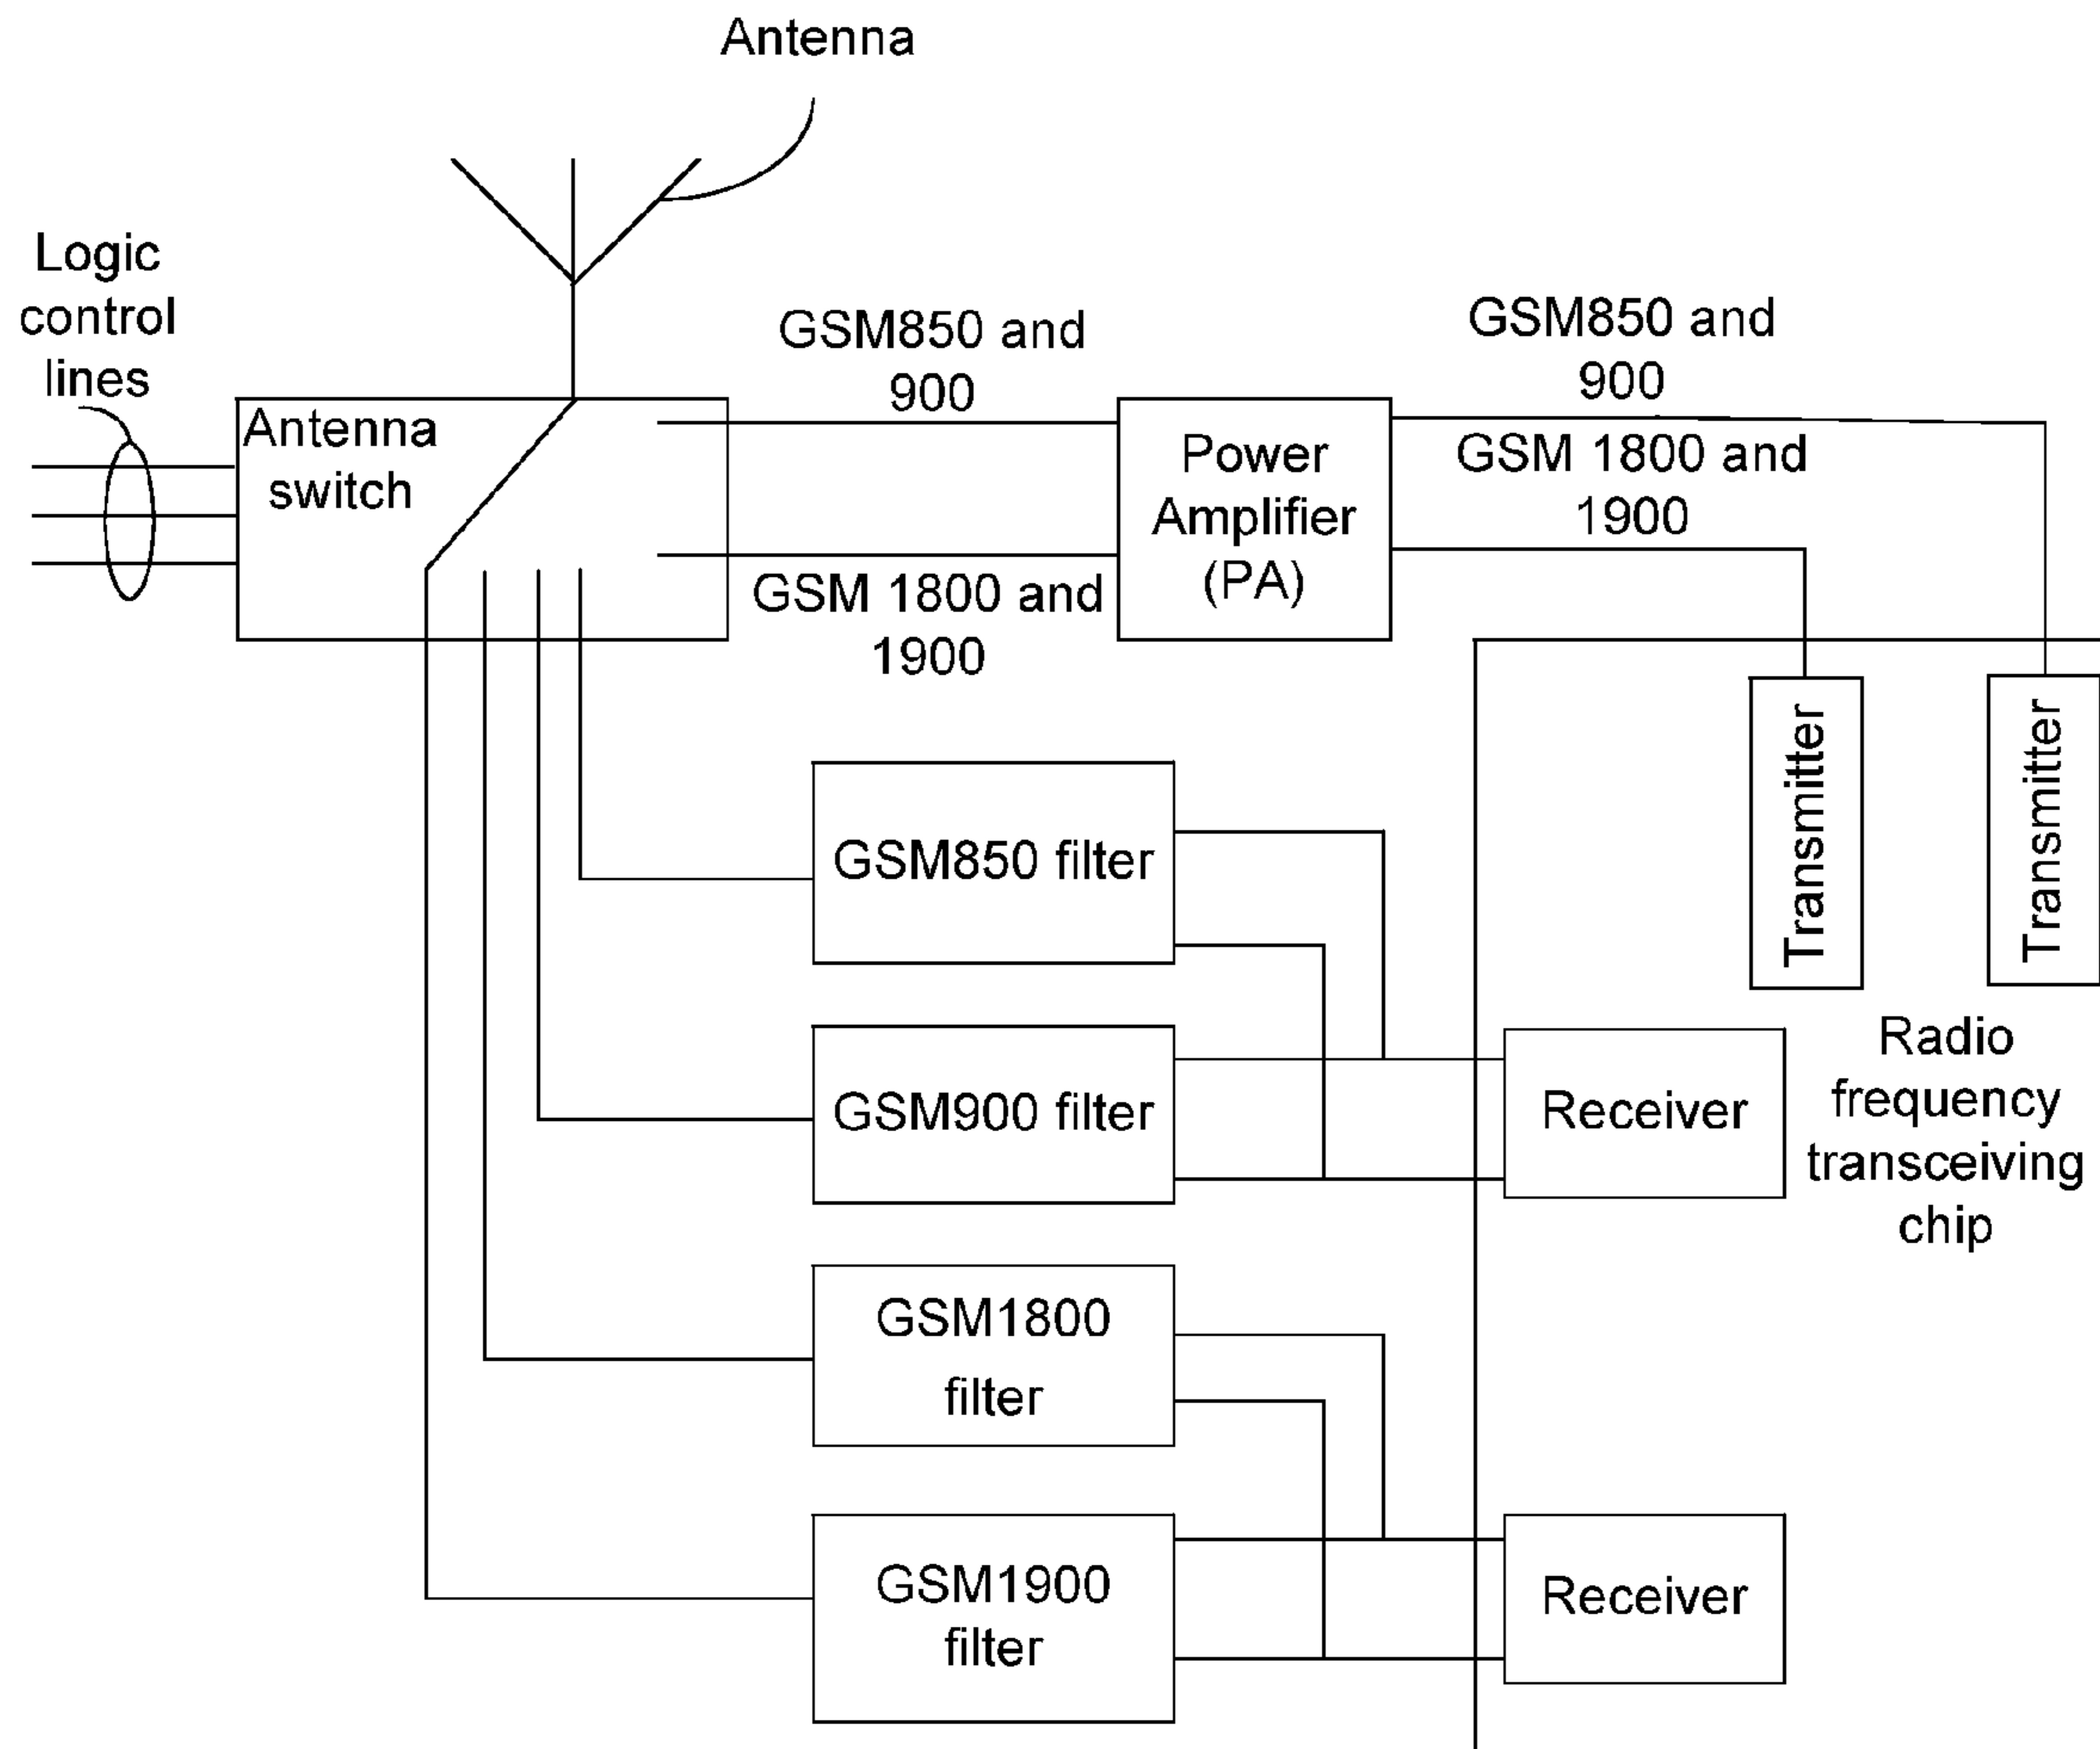 Antenna
Logic
control
lines
Antenna
switch
GSM850 and
900
GSM 1800 and
1900
Power
Amplifier
(PA)
GSM850 and
900
GSM 1800 and
1900
Transmitter
Transmitter
GSM850 filter
GSM900 filter
Receiver
Radio
frequency
transceiving
chip
GSM1800
filter
GSM1900
filter
Receiver